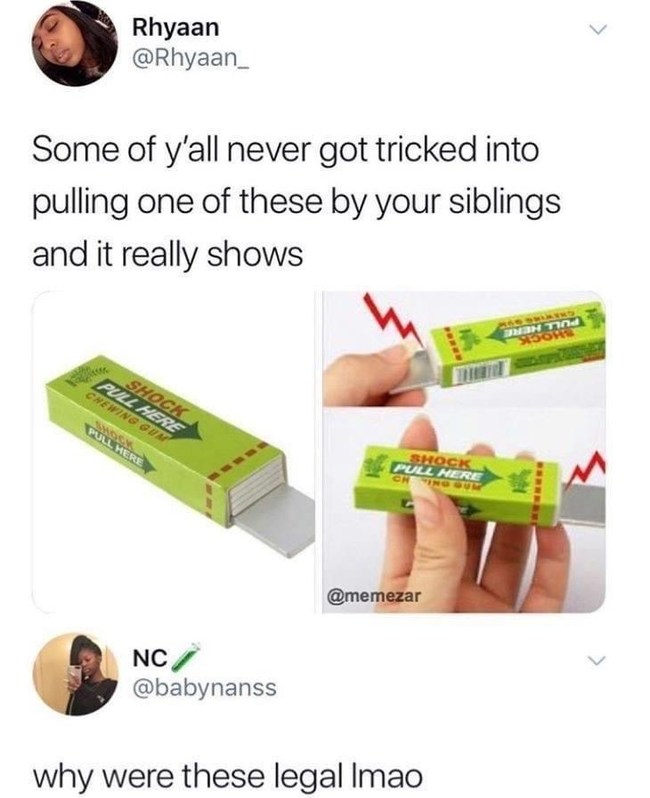 Rhyaan
@Rhyaan_
Some of y'all never got tricked into
pulling one of these by your siblings
and it really shows
SHOCK
PULL HERE
CHEWING GUM
SHOCK
PULL HERE
SHOCK
PULL HERE
CHEWING GUM
SHOCK
PULL HERE
CH ING GUM
@memezar
NC
@babynanss
why were these legal lmao